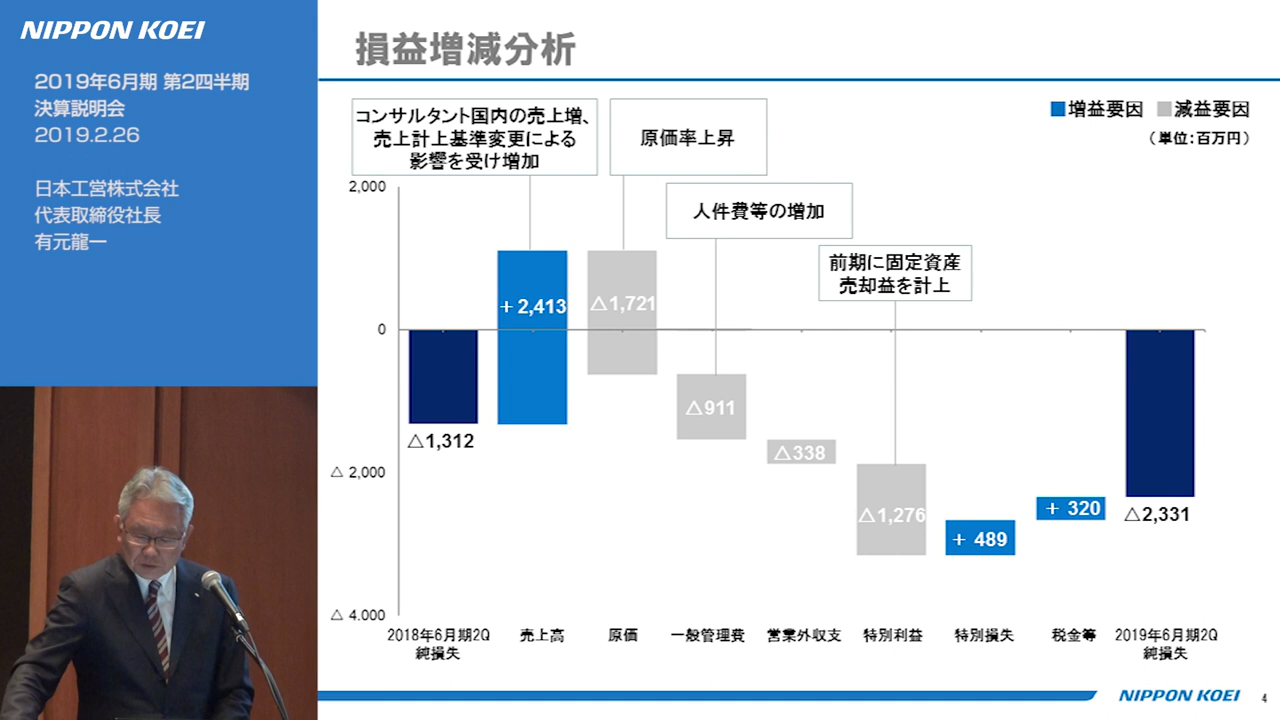 NIPPON KOEI
2019年6月期 第2四半期
決算説明会
2019.2.26
日本工営株式会社
代表取締役社長
有元龍一
損益増減分析
コンサルタント国内の売上増、
売上計上基準変更による
影響を受け増加
原価率上昇
増益要因 減益要因
（単位：百万円）
人件費等の増加
前期に固定資産
売却益を計上
2,000
0
△ 2,000
△ 4,000
△1,312
＋2,413
△1,721
△911
△338
△1,276
＋ 489
＋ 320
△2,331
2018年6月期2Q
純損失
売上高
原価
一般管理費
営業外収支
特別利益
特別損失
税金等
2019年6月期2Q
純損失
NIPPON KOEI
4